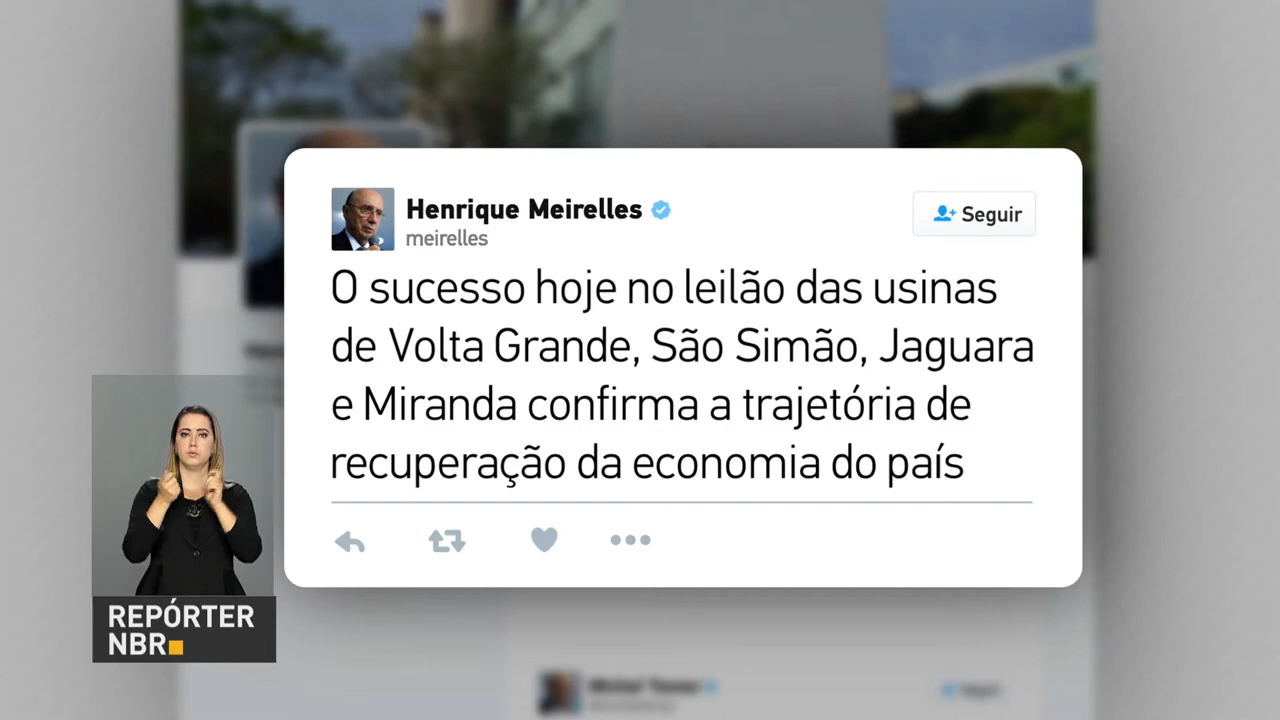 Henrique Meirelles
meirelles
Seguir
O sucesso hoje no leilão das usinas
de Volta Grande, São Simão, Jaguara
e Miranda confirma a trajetória de
recuperação da economia do país
REPÓRTER
NBR